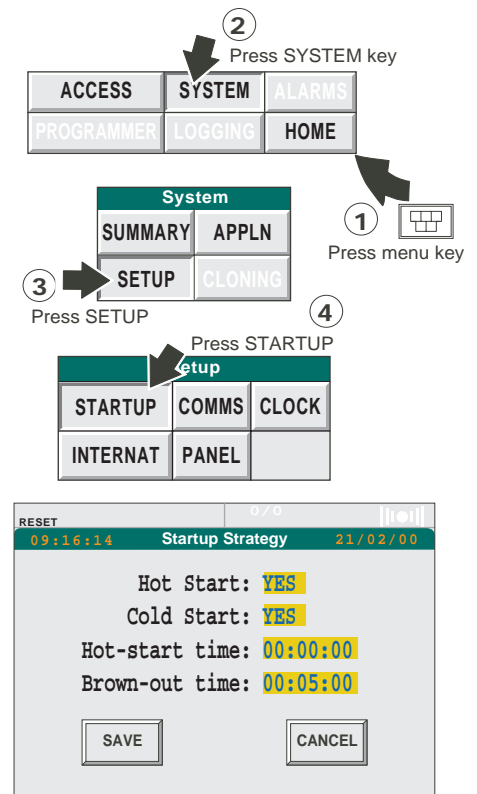 2
Press SYSTEM key
ACCESS SYSTEM ALARMS
PROGRAMMER LOGGING HOME
1
Press menu key
System
SUMMARY APPLN
SETUP CLONING
3
Press SETUP
4
Press STARTUP
etup
STARTUP COMMS CLOCK
INTERNAT PANEL
RESET 0/0
09:16:14 Startup Strategy 21/02/00
Hot Start: YES
Cold Start: YES
Hot-start time: 00:00:00
Brown-out time: 00:05:00
SAVE CANCEL